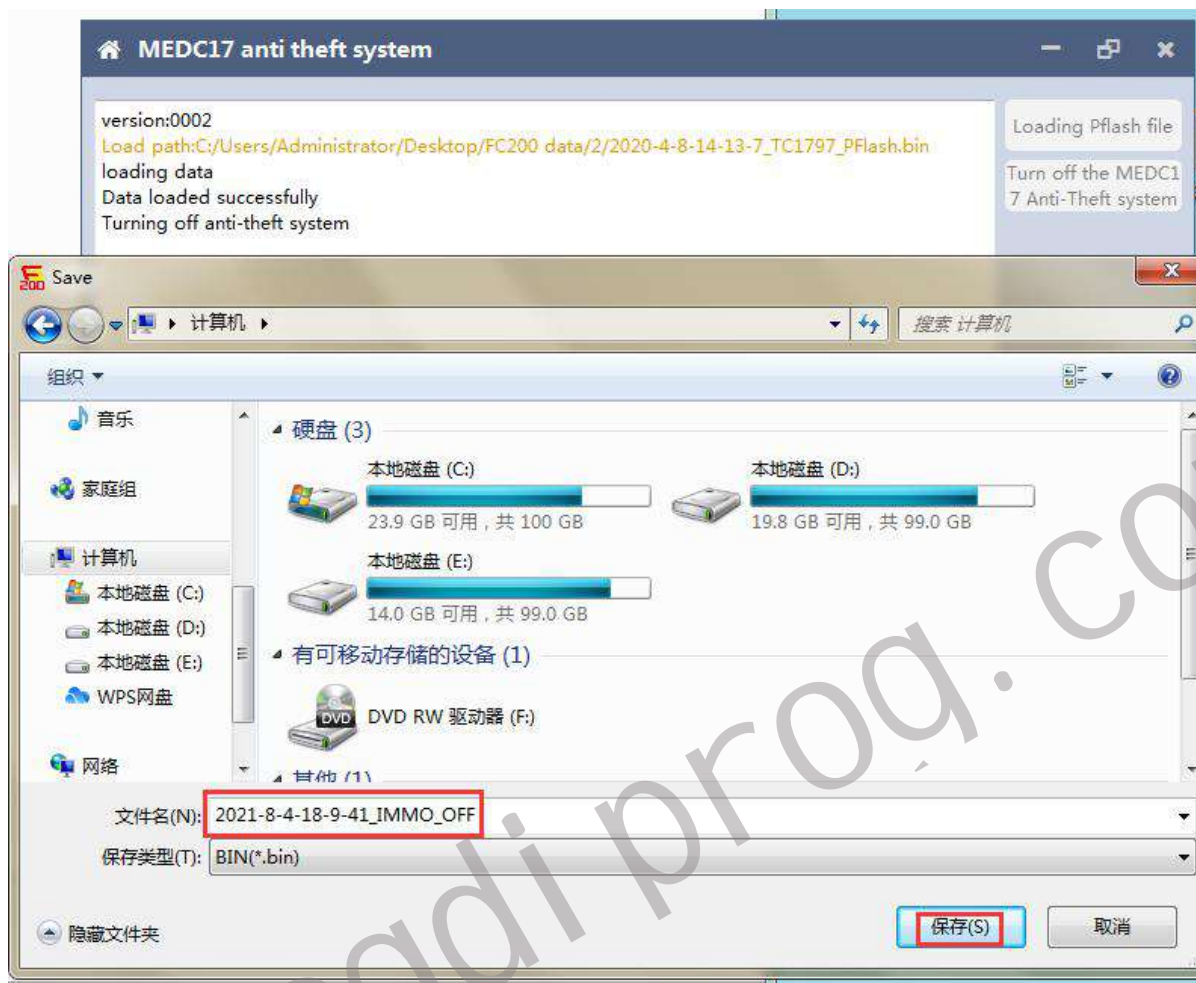 MEDC17 anti theft system
version:0002
Load path:C:/Users/Administrator/Desktop/FC200 data/2/2020-4-8-14-13-7_TC1797_PFlash.bin
loading data
Data loaded successfully
Turning off anti-theft system
Loading Pflash file
Turn off the MEDC1
7 Anti-Theft system
200
Save
计算机
搜索 计算机
组织
音乐
家庭组
计算机
本地磁盘 (C:)
本地磁盘 (D:)
本地磁盘 (E:)
WPS网盘
网络
硬盘 (3)
本地磁盘 (C:)
23.9 GB 可用，共 100 GB
本地磁盘 (D:)
19.8 GB 可用，共 99.0 GB
本地磁盘 (E:)
14.0 GB 可用，共 99.0 GB
有可移动存储的设备 (1)
DVD
DVD RW 驱动器 (F:)
其他 (1)
文件名(N): 2021-8-4-18-9-41_IMMO_OFF
保存类型(T): BIN(*.bin)
隐藏文件夹
保存(S)
取消